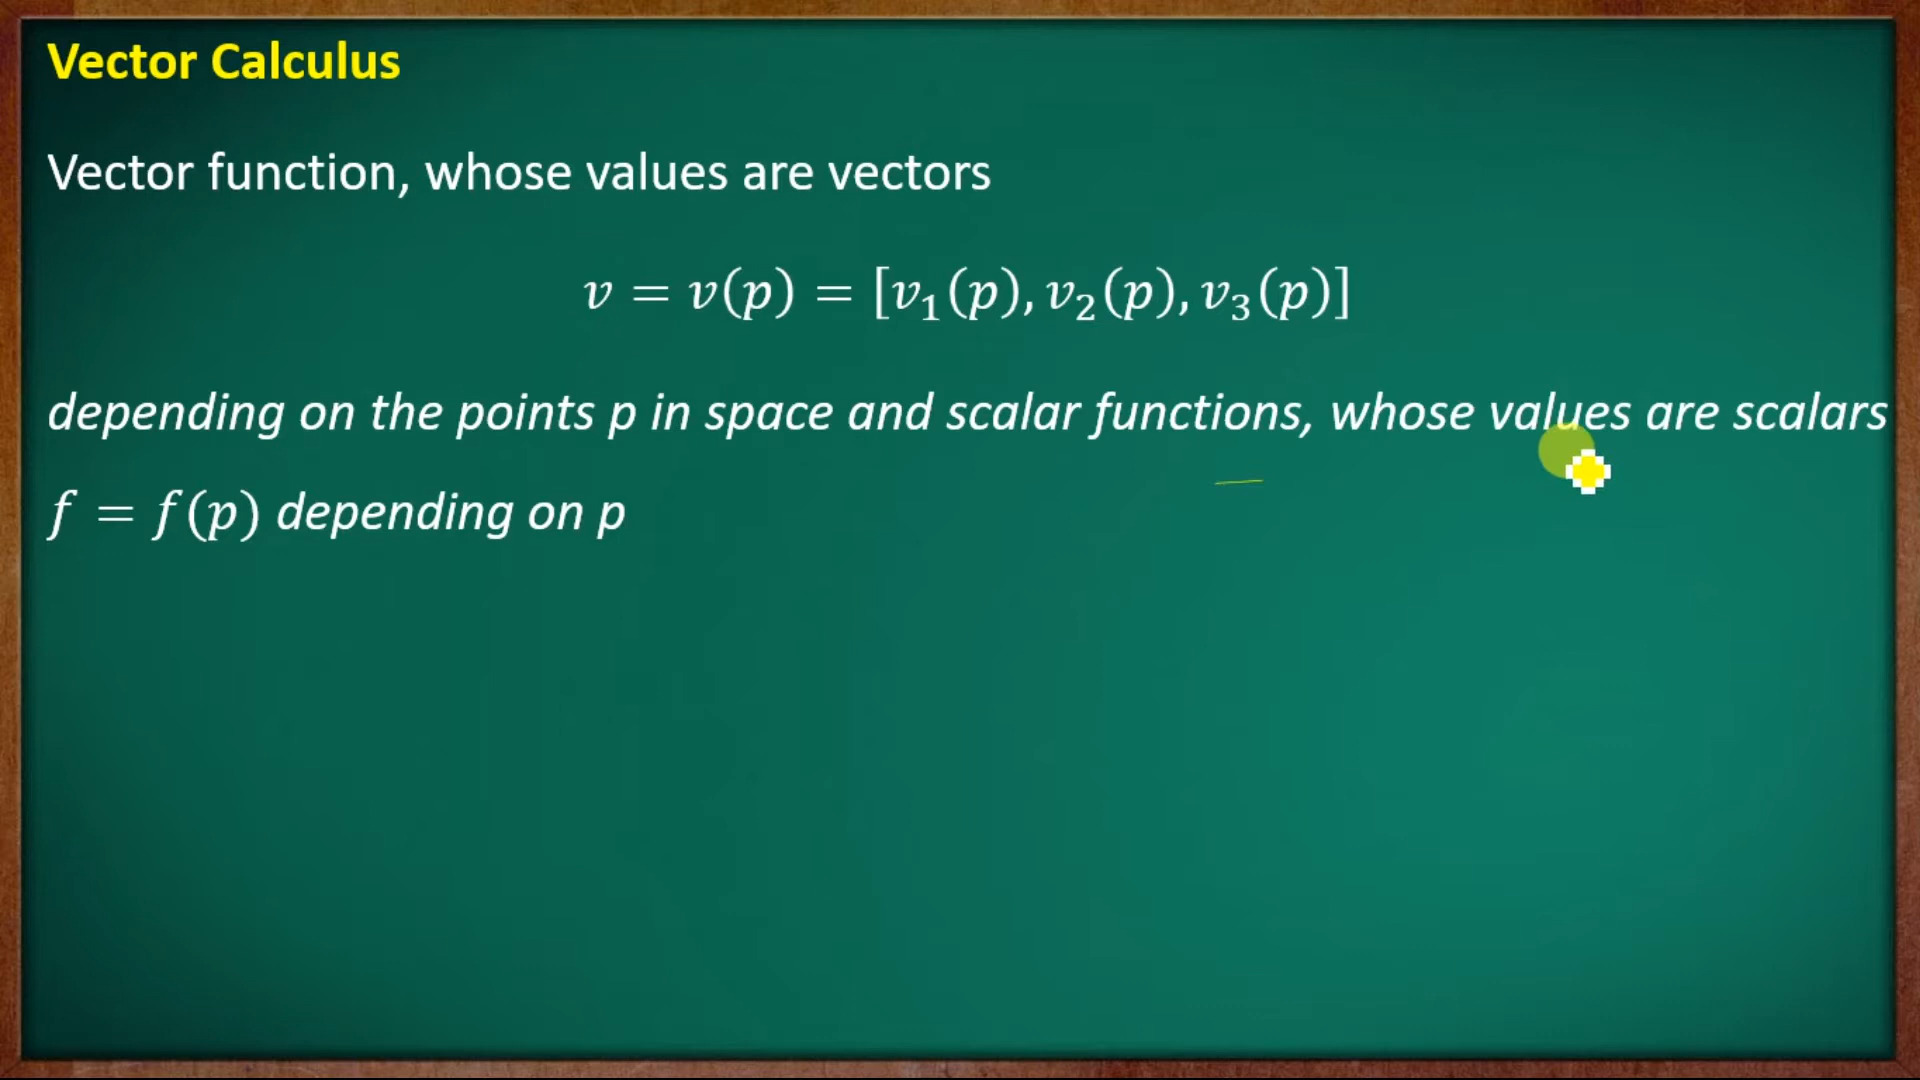 Vector Calculus
Vector function, whose values are vectors
v = v(p) = [v₁(p), v₂(p), v₃(p)]
depending on the points p in space and scalar functions, whose values are scalars
f = f(p) depending on p